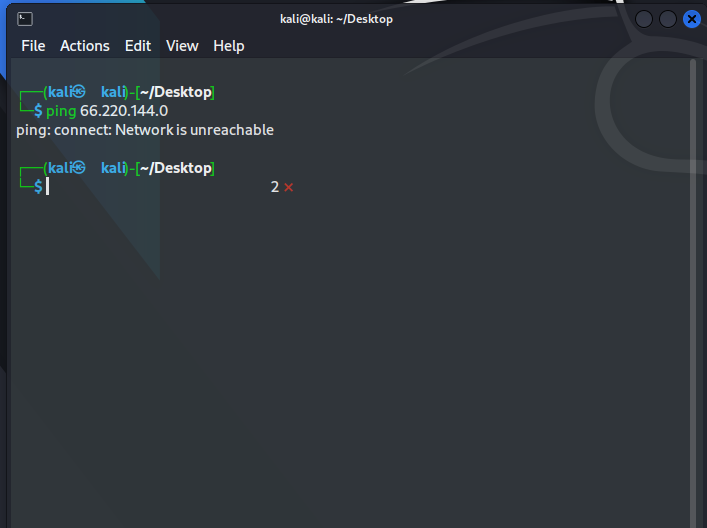 kali@kali: ~/Desktop
File Actions Edit View Help
┌──(kali㉿ kali)-[~/Desktop]
└─$ ping 66.220.144.0
ping: connect: Network is unreachable
┌──(kali㉿ kali)-[~/Desktop]
└─$ 2 ⨯